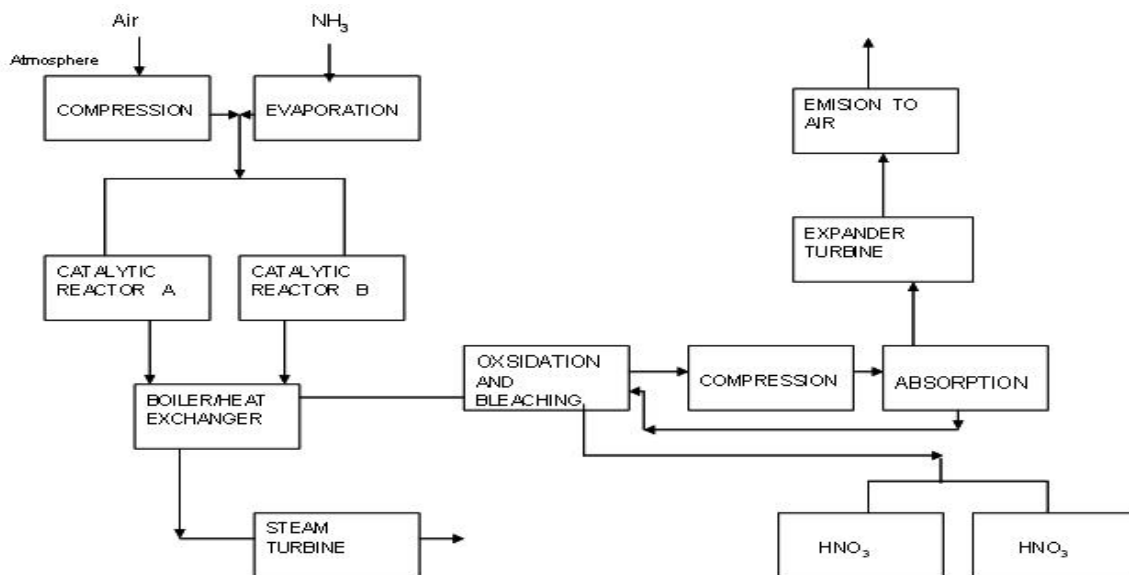 Air
NH₃
Atmosphere
COMPRESSION
EVAPORATION
EMISION TO
AIR
EXPANDER
TURBINE
CATALYTIC
REACTOR A
CATALYTIC
REACTOR B
OXSIDATION
AND
BLEACHING
COMPRESSION
ABSORPTION
BOILER/HEAT
EXCHANGER
STEAM
TURBINE
HNO₃
HNO₃